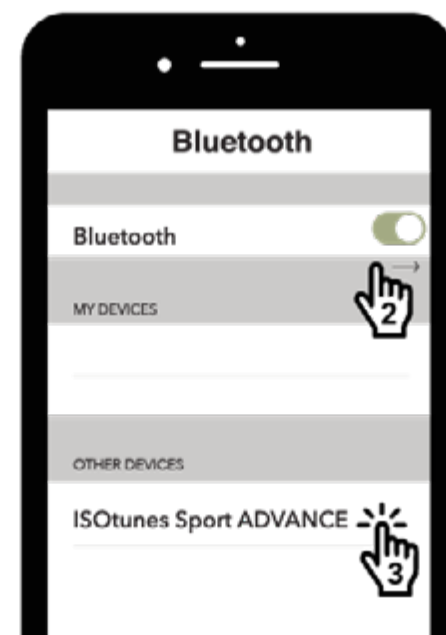 Bluetooth
Bluetooth
2
MY DEVICES
OTHER DEVICES
ISOtunes Sport ADVANCE
3